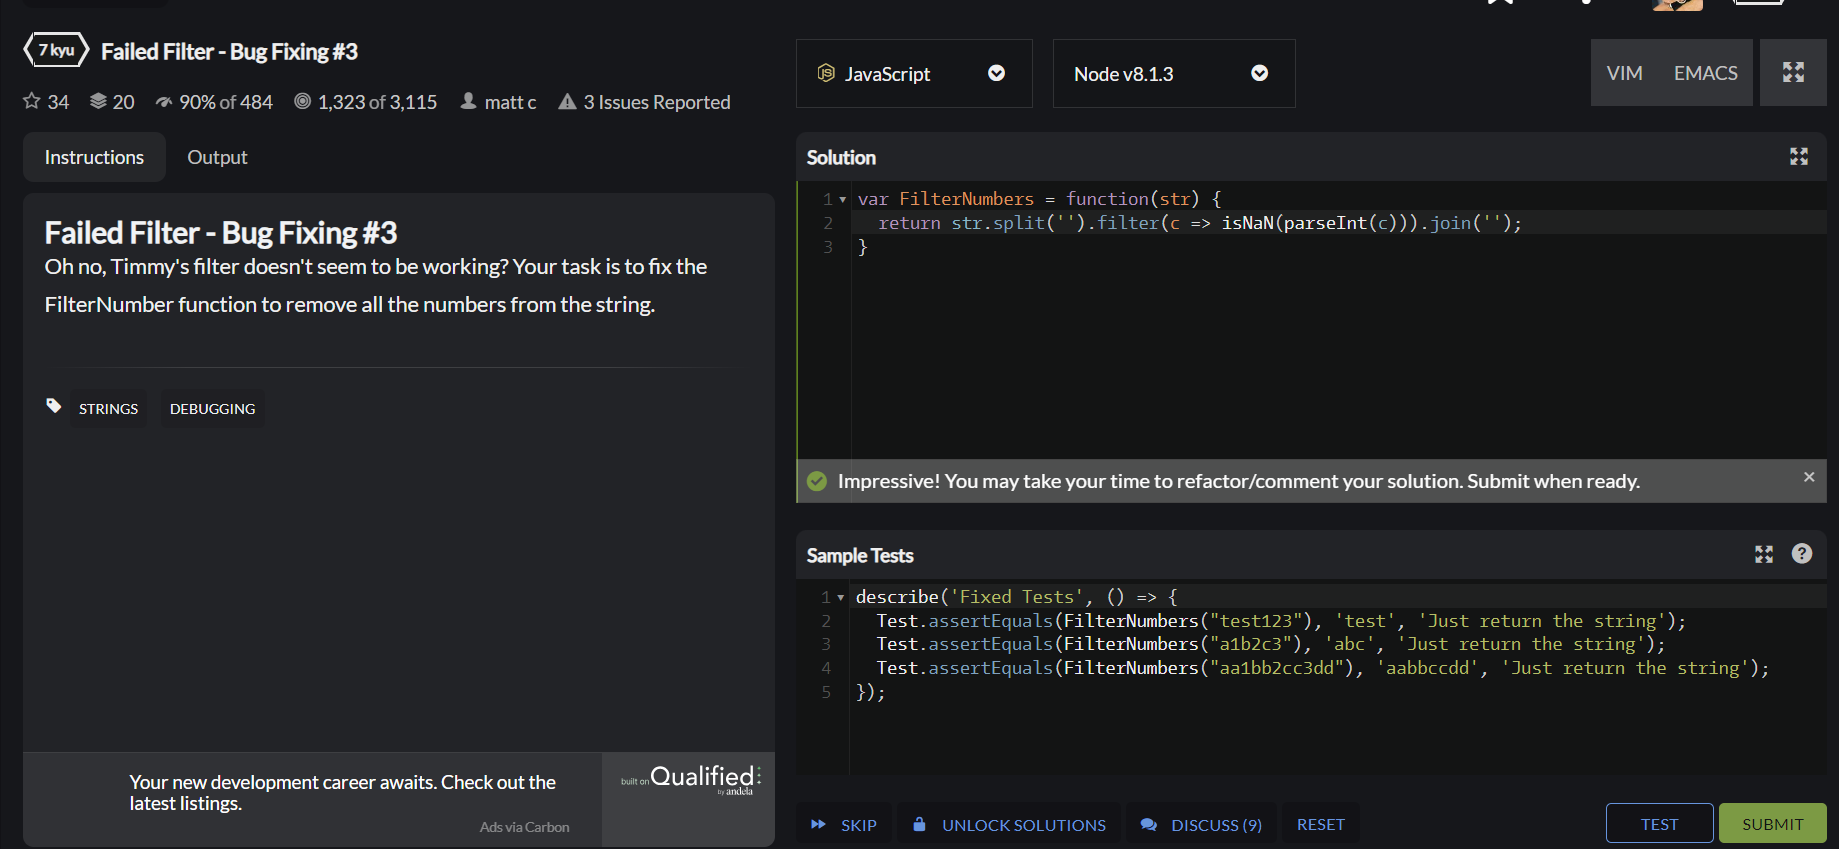 7 kyu
Failed Filter - Bug Fixing #3
34 20 90% of 484 1,323 of 3,115 matt c 3 Issues Reported
Instructions Output
Failed Filter - Bug Fixing #3
Oh no, Timmy's filter doesn't seem to be working? Your task is to fix the
FilterNumber function to remove all the numbers from the string.
STRINGS DEBUGGING
Your new development career awaits. Check out the
latest listings.
Ads via Carbon
built on Qualified
by andela
JS JavaScript Node v8.1.3 VIM EMACS
Solution
1 var FilterNumbers = function(str) {
2 return str.split('').filter(c => isNaN(parseInt(c))).join('');
3 }
Impressive! You may take your time to refactor/comment your solution. Submit when ready. ×
Sample Tests ?
1 describe('Fixed Tests', () => {
2 Test.assertEquals(FilterNumbers("test123"), 'test', 'Just return the string');
3 Test.assertEquals(FilterNumbers("a1b2c3"), 'abc', 'Just return the string');
4 Test.assertEquals(FilterNumbers("aa1bb2cc3dd"), 'aabbccdd', 'Just return the string');
5 });
SKIP UNLOCK SOLUTIONS DISCUSS (9) RESET TEST SUBMIT